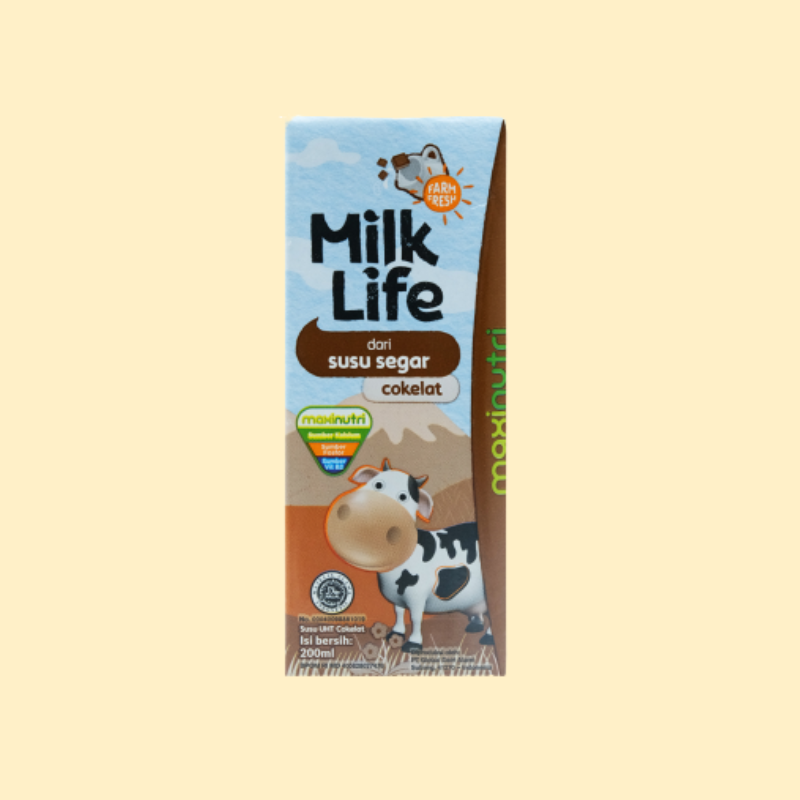 FARM
FRESH
Milk
Life
dari
susu segar
cokelat
maxinutri
Sumber Kalsium
Sumber
Fosfor
Sumber
Vit B2
maxinutri
Susu UHT Cokelat
Isi bersih:
200ml